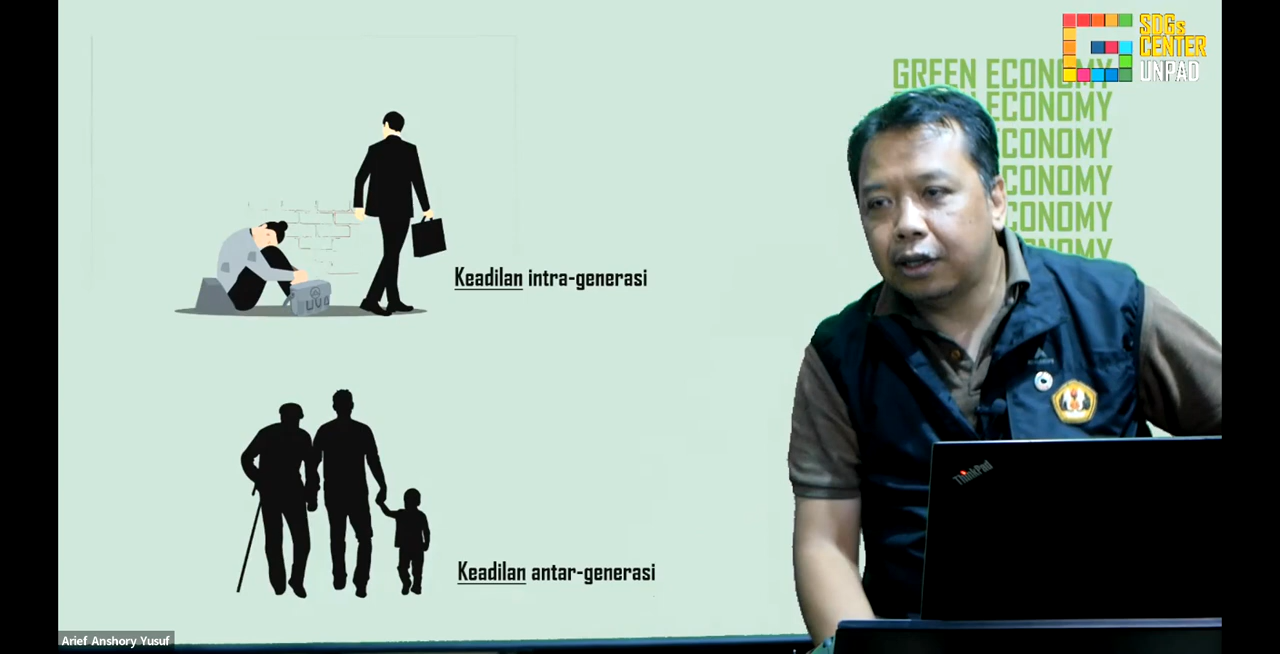 SDGs
CENTER
UNPAD
GREEN ECONOMY
ECONOMY
ECONOMY
ECONOMY
ECONOMY
ECONOMY
Keadilan intra-generasi
Keadilan antar-generasi
ThinkPad
Arief Anshory Yusuf